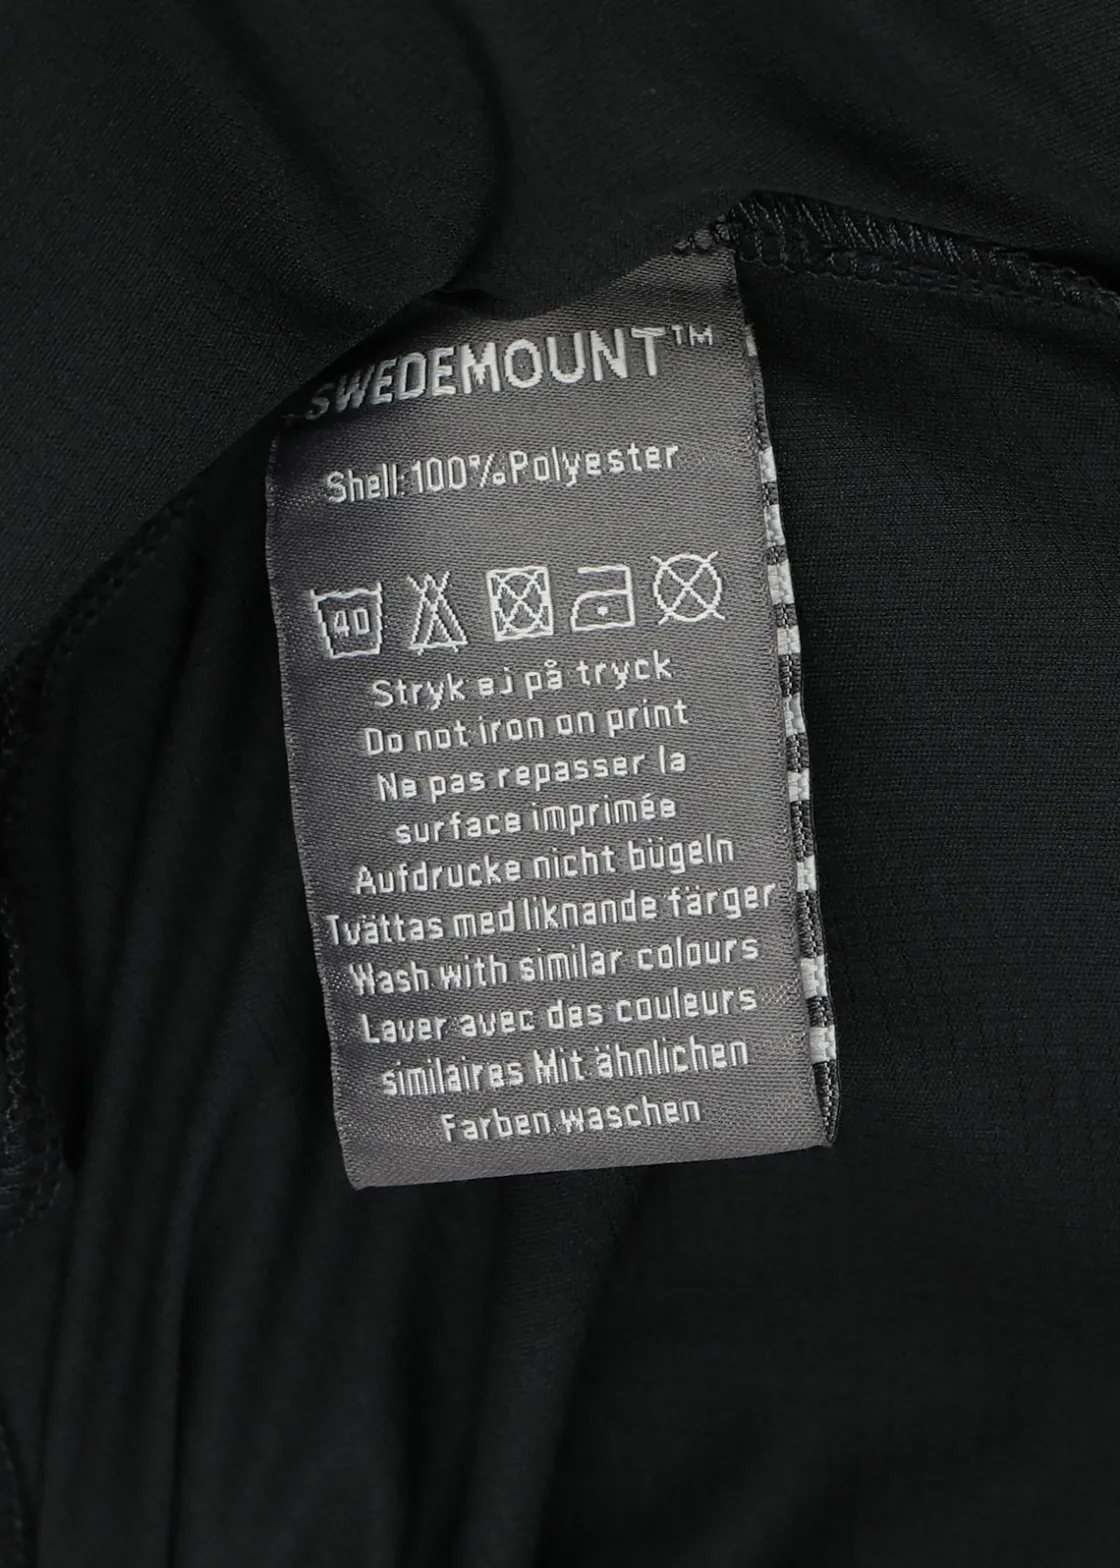 SWEDEMOUNT™
Shell:100%Polyester
40
Stryk ej på tryck
Do not iron on print
Ne pas repasser la
surface imprimée
Aufdrucke nicht bügeln
Tvättas med liknande färger
Wash with similar colours
Laver avec des couleurs
similaires Mit ähnlichen
Farben waschen